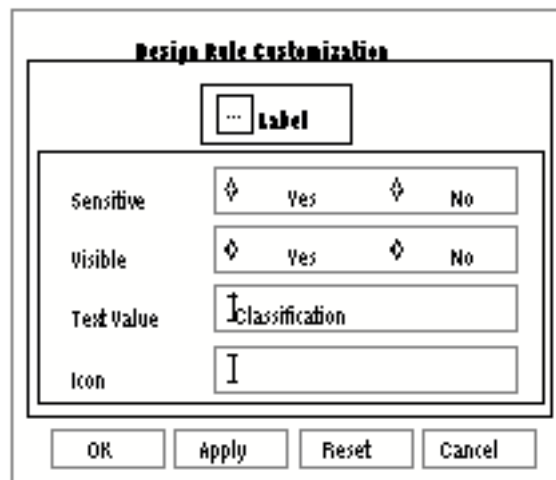 Design Rule Customization
... Label
Sensitive Yes No
Visible Yes No
Text Value Classification
Icon
OK Apply Reset Cancel